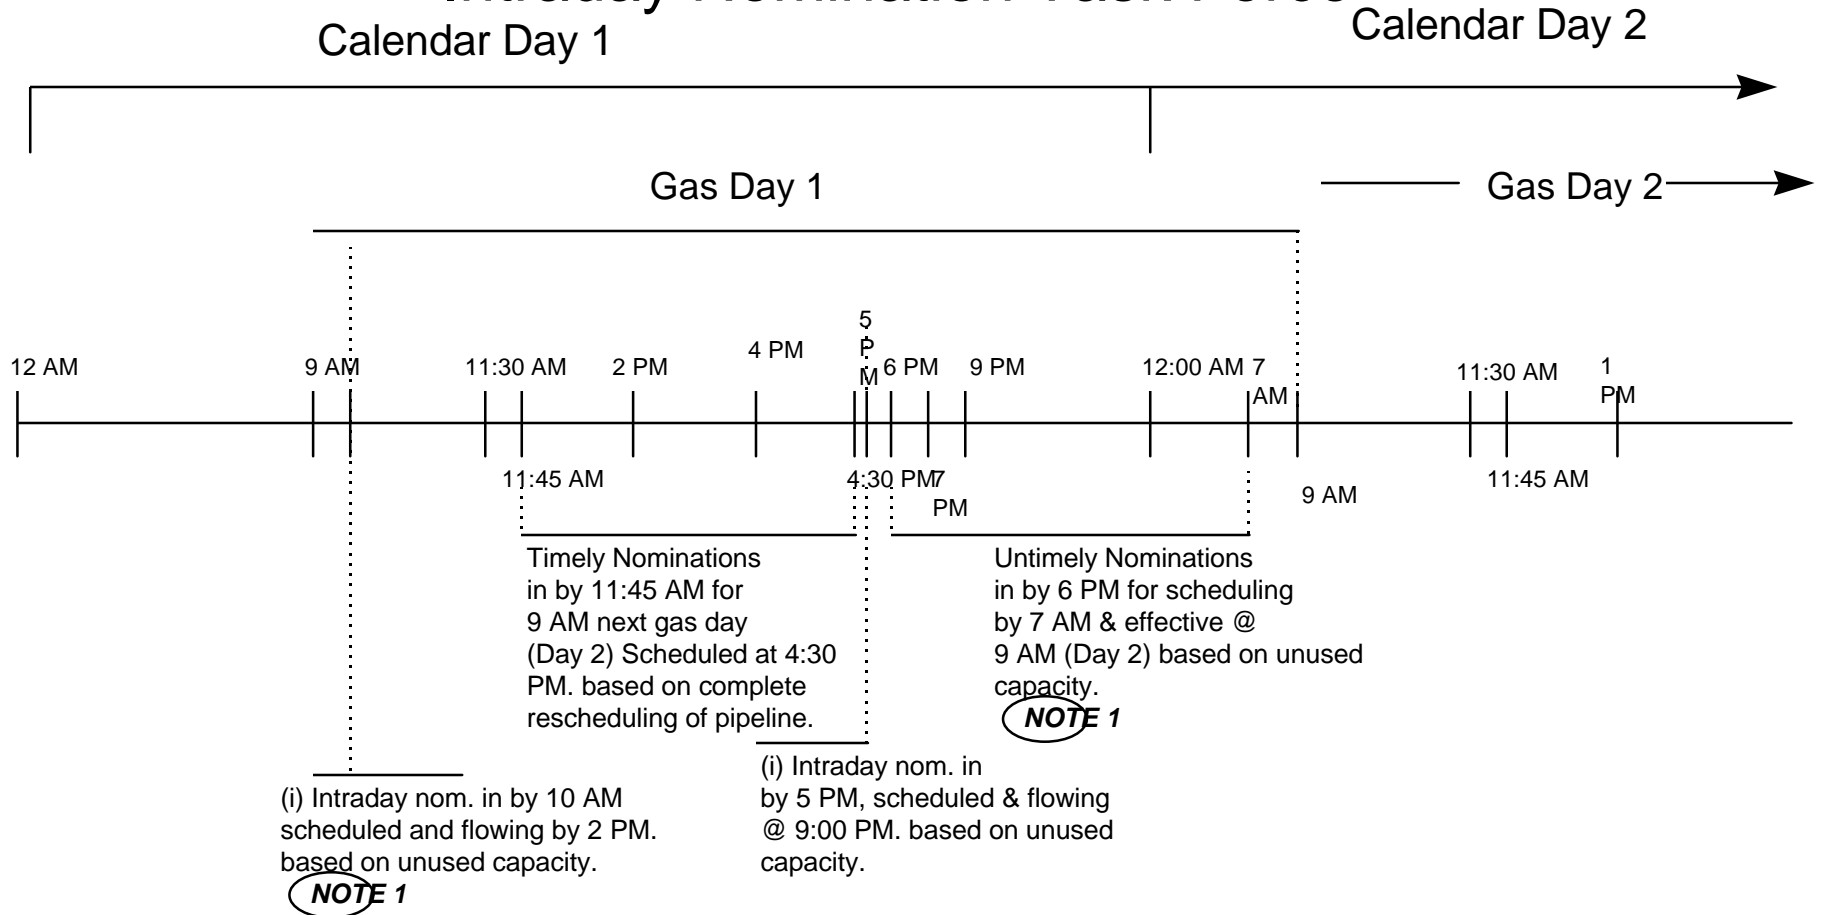 Intraday Nomination Task Force
Calendar Day 1
Calendar Day 2
Gas Day 1
Gas Day 2
12 AM
9 AM
11:30 AM
2 PM
4 PM
5
P
M
6 PM
9 PM
12:00 AM
7
AM
11:30 AM
1
PM
11:45 AM
4:30 PM
7
PM
9 AM
11:45 AM
Timely Nominations
in by 11:45 AM for
9 AM next gas day
(Day 2) Scheduled at 4:30
PM. based on complete
rescheduling of pipeline.
Untimely Nominations
in by 6 PM for scheduling
by 7 AM & effective @
9 AM (Day 2) based on unused
capacity.
NOTE 1
(i) Intraday nom. in by 10 AM
scheduled and flowing by 2 PM.
based on unused capacity.
NOTE 1
(i) Intraday nom. in
by 5 PM, scheduled & flowing
@ 9:00 PM. based on unused
capacity.